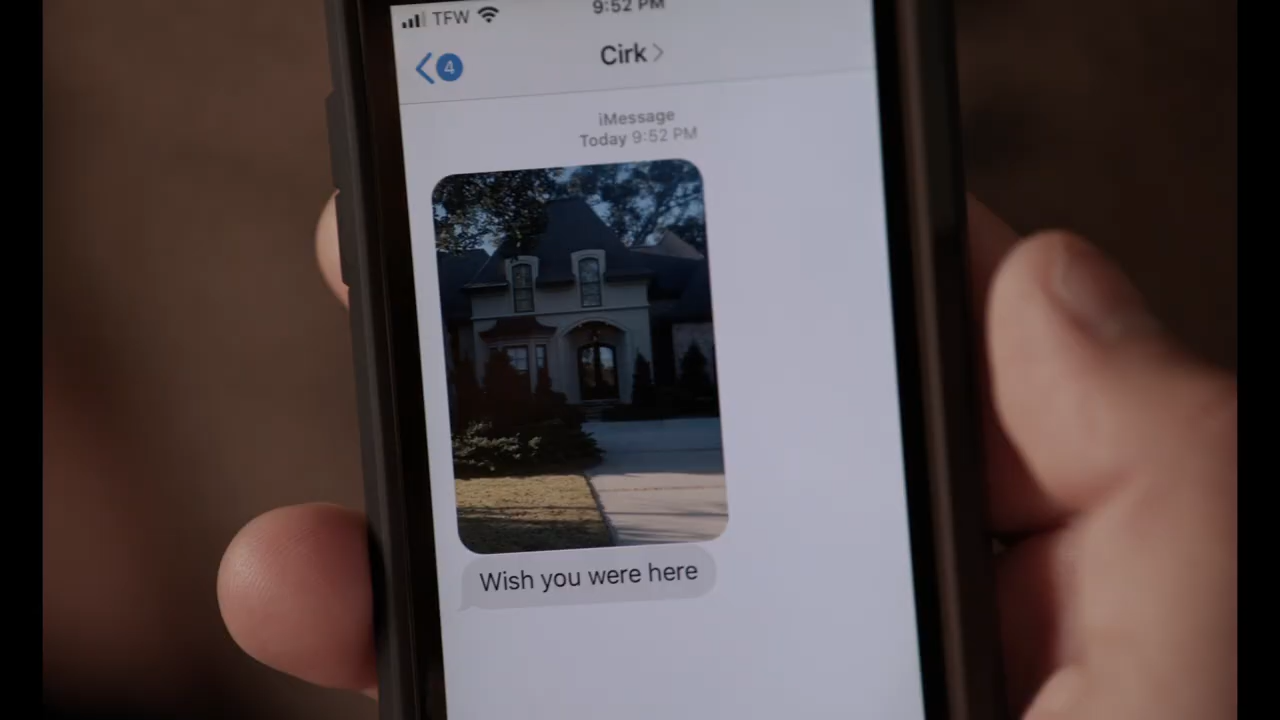 TFW 9:52 PM
4 Cirk
iMessage
Today 9:52 PM
Wish you were here